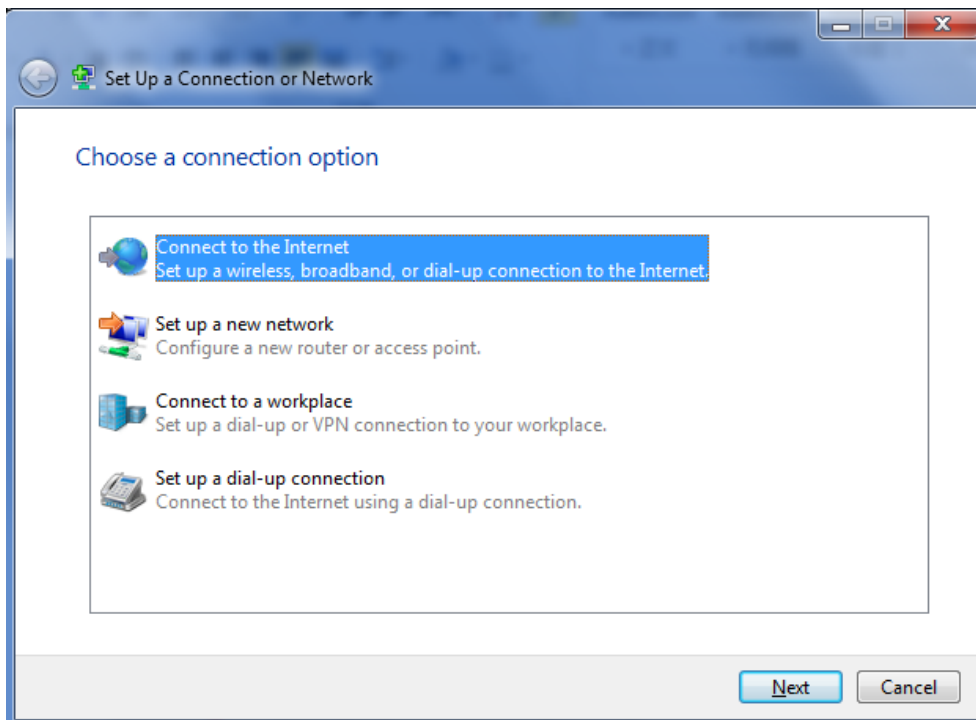 Set Up a Connection or Network
Choose a connection option
Connect to the Internet
Set up a wireless, broadband, or dial-up connection to the Internet.
Set up a new network
Configure a new router or access point.
Connect to a workplace
Set up a dial-up or VPN connection to your workplace.
Set up a dial-up connection
Connect to the Internet using a dial-up connection.
Next
Cancel